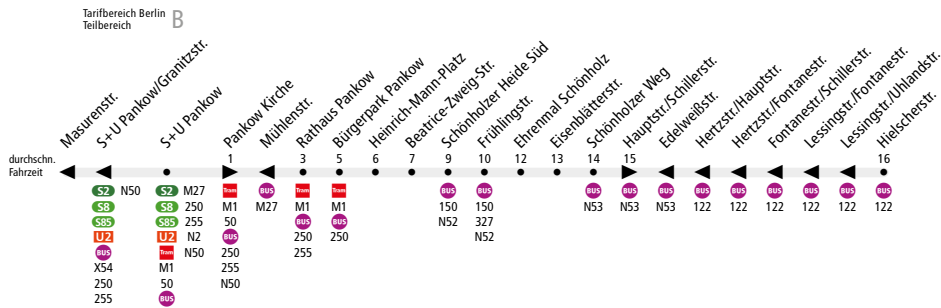 Tarifbereich Berlin
Teilbereich
B
Masurenstr.
S+U Pankow/Granitzstr.
S+U Pankow
Pankow Kirche
Mühlenstr.
Rathaus Pankow
Bürgerpark Pankow
Heinrich-Mann-Platz
Beatrice-Zweig-Str.
Schönholzer Heide Süd
Frühlingstr.
Ehrenmal Schönholz
Eisenblätterstr.
Schönholzer Weg
Hauptstr./Schillerstr.
Edelweißstr.
Hertzstr./Hauptstr.
Hertzstr./Fontanestr.
Fontanestr./Schillerstr.
Lessingstr./Fontanestr.
Lessingstr./Uhlandstr.
Hielscherstr.
durchschn.
Fahrzeit
1 3 5 6 7 9 10 12 13 14 15 16
S2 N50
S8
S85
U2
BUS
X54
250
255
S2 M27
S8 250
S85 255
U2 N2
Tram N50
M1
50
BUS
Tram
M1
50
BUS
250
255
N50
BUS
M27
Tram
M1
BUS
250
255
Tram
M1
BUS
250
BUS
150
N52
BUS
150
327
N52
BUS
N53
BUS
N53
BUS
N53
BUS
122
BUS
122
BUS
122
BUS
122
BUS
122
BUS
122